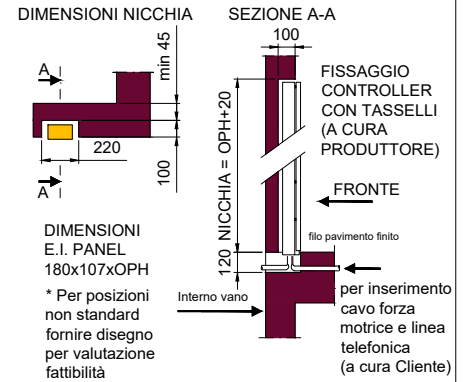 DIMENSIONI NICCHIA
SEZIONE A-A
A
A
min 45
100
220
DIMENSIONI
E.I. PANEL
180x107xOPH
* Per posizioni
non standard
fornire disegno
per valutazione
fattibilità
100
NICCHIA = OPH+20
120
FISSAGGIO
CONTROLLER
CON TASSELLI
(A CURA
PRODUTTORE)
FRONTE
filo pavimento finito
Interno vano
per inserimento
cavo forza
motrice e linea
telefonica
(a cura Cliente)